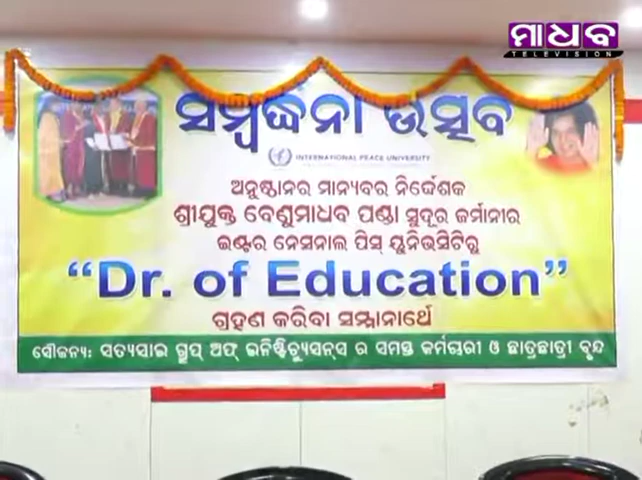 ମାଧବ
TELEVISION
ସମ୍ବର୍ଦ୍ଧନା ଉତ୍ସବ
INTERNATIONAL PEACE UNIVERSITY
ଅନୁଷ୍ଠାନର ମାନ୍ୟବର ନିର୍ଦ୍ଦେଶକ
ଶ୍ରୀଯୁକ୍ତ ବେଣୁମାଧବ ପଣ୍ଡା ସୁଦୂର ଜର୍ମାନୀର
ଇଣ୍ଟର ନେସନାଲ ପିସ୍ ୟୁନିଭର୍ସିଟିରୁ
“Dr. of Education”
ଗ୍ରହଣ କରିବା ସମ୍ମାନାର୍ଥେ
ସୌଜନ୍ୟ: ସତ୍ୟସାଇ ଗ୍ରୁପ୍ ଅଫ୍ ଇନିଷ୍ଟିଚ୍ୟୁସନ୍‌ସ ର ସମସ୍ତ କର୍ମଚାରୀ ଓ ଛାତ୍ରଛାତ୍ରୀ ବୃନ୍ଦ